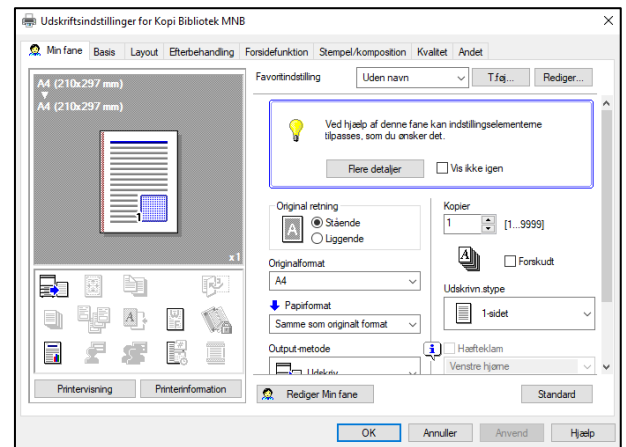 Udskriftsindstillinger for Kopi Bibliotek MNB
Min fane Basis Layout Efterbehandling Forsidefunktion Stempel/komposition Kvalitet Andet
A4 (210x297 mm)
A4 (210x297 mm)
1
x1
Printervisning Printerinformation
Favoritindstilling Uden navn T.føj... Rediger...
Ved hjælp af denne fane kan indstillingselementerne
tilpasses, som du ønsker det.
Flere detaljer Vis ikke igen
Original retning
A
Stående
Liggende
Originalformat
A4
Papirformat
Samme som originalt format
Output-metode
Udskriv
Kopier
1 [1...9999]
Forskudt
Udskrivn.stype
1-sidet
Hæfteklam
Venstre hjørne
Rediger Min fane Standard
OK Annuller Anvend Hjælp